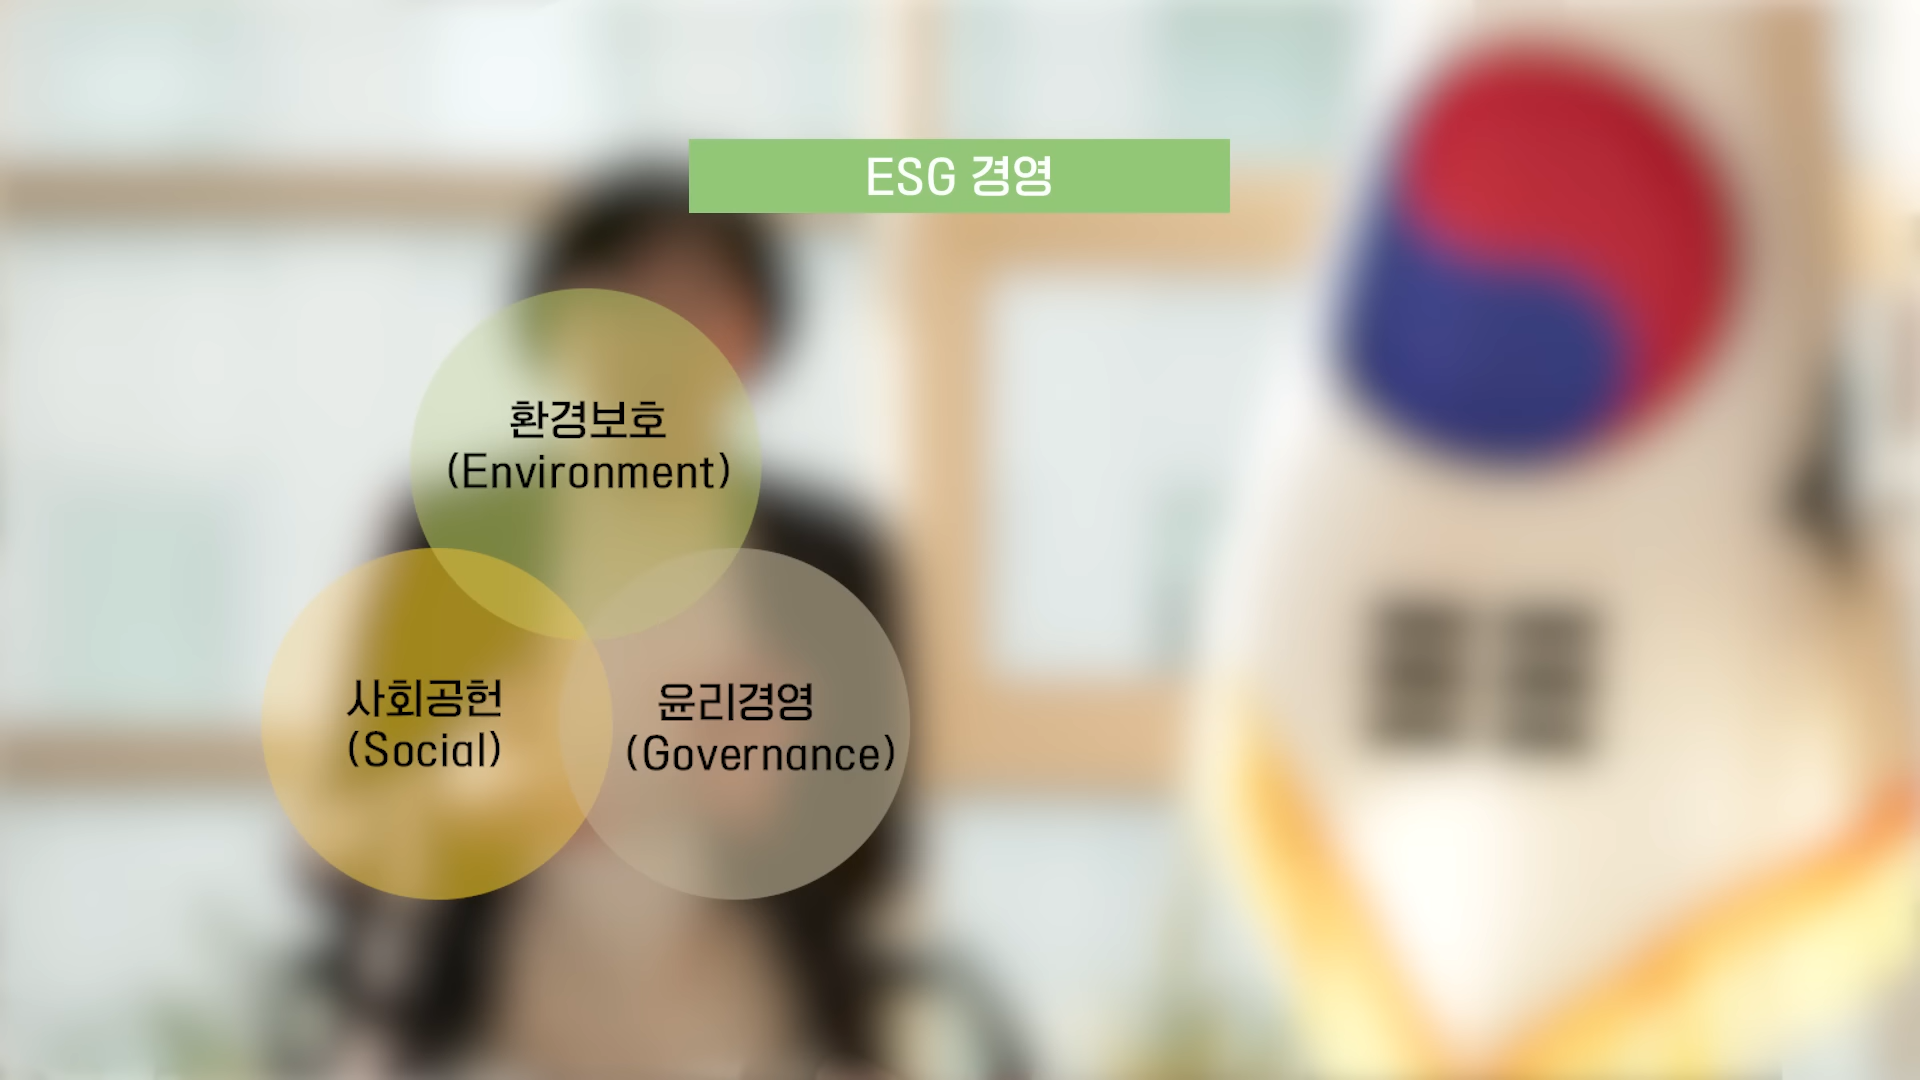 ESG 경영
환경보호
(Environment)
사회공헌
(Social)
윤리경영
(Governance)